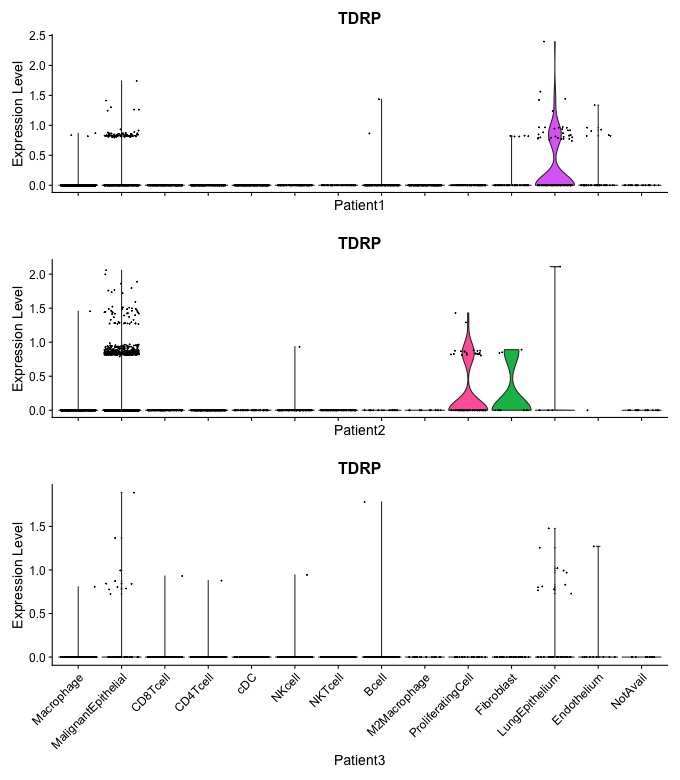 TDRP
Expression Level
2.5
2.0
1.5
1.0
0.5
0.0
Patient1
TDRP
Expression Level
2.0
1.5
1.0
0.5
0.0
Patient2
TDRP
Expression Level
1.5
1.0
0.5
0.0
Macrophage
MalignantEpithelial
CD8Tcell
CD4Tcell
cDC
NKcell
NKTcell
Bcell
M2Macrophage
ProliferatingCell
Fibroblast
LungEpithelium
Endothelium
NotAvail
Patient3